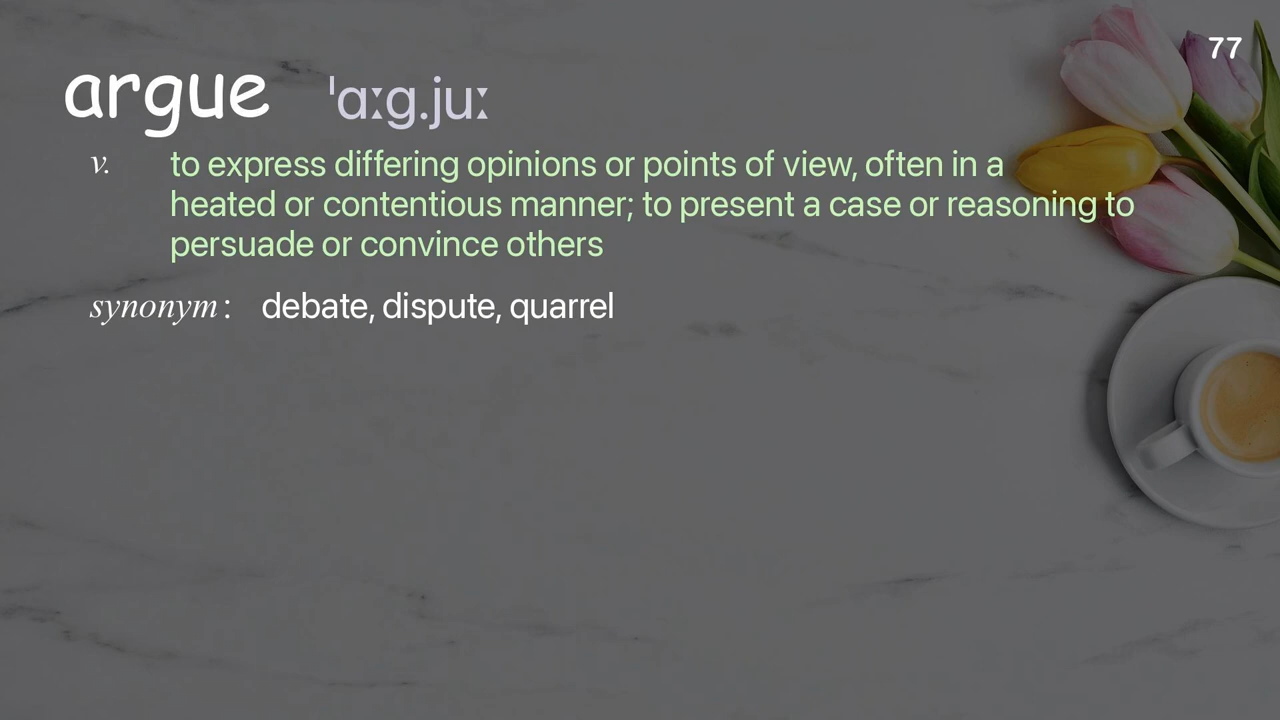 77
argue ˈɑːɡ.juː
v. to express differing opinions or points of view, often in a
heated or contentious manner; to present a case or reasoning to
persuade or convince others
synonym: debate, dispute, quarrel